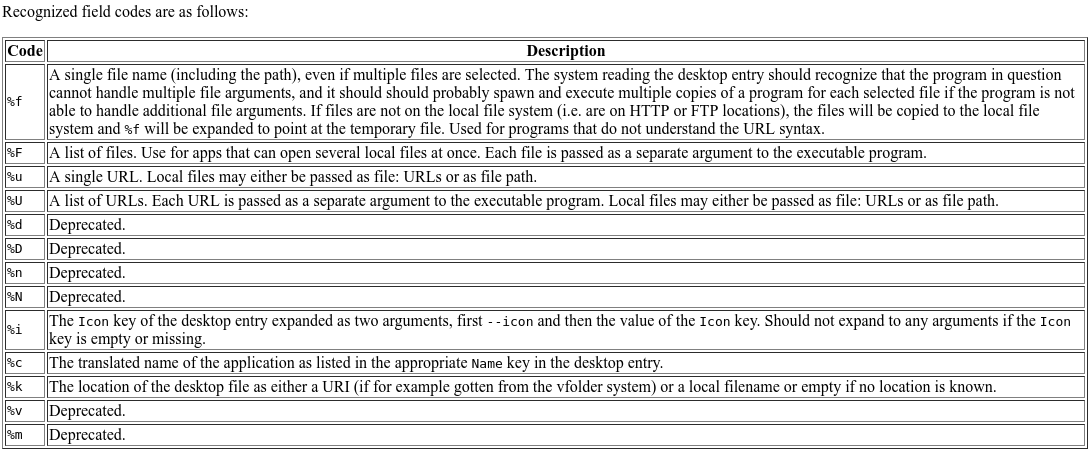 Recognized field codes are as follows:
Code Description
%f A single file name (including the path), even if multiple files are selected. The system reading the desktop entry should recognize that the program in question
cannot handle multiple file arguments, and it should should probably spawn and execute multiple copies of a program for each selected file if the program is not
able to handle additional file arguments. If files are not on the local file system (i.e. are on HTTP or FTP locations), the files will be copied to the local file
system and %f will be expanded to point at the temporary file. Used for programs that do not understand the URL syntax.
%F A list of files. Use for apps that can open several local files at once. Each file is passed as a separate argument to the executable program.
%u A single URL. Local files may either be passed as file: URLs or as file path.
%U A list of URLs. Each URL is passed as a separate argument to the executable program. Local files may either be passed as file: URLs or as file path.
%d Deprecated.
%D Deprecated.
%n Deprecated.
%N Deprecated.
%i The Icon key of the desktop entry expanded as two arguments, first --icon and then the value of the Icon key. Should not expand to any arguments if the Icon
key is empty or missing.
%c The translated name of the application as listed in the appropriate Name key in the desktop entry.
%k The location of the desktop file as either a URI (if for example gotten from the vfolder system) or a local filename or empty if no location is known.
%v Deprecated.
%m Deprecated.